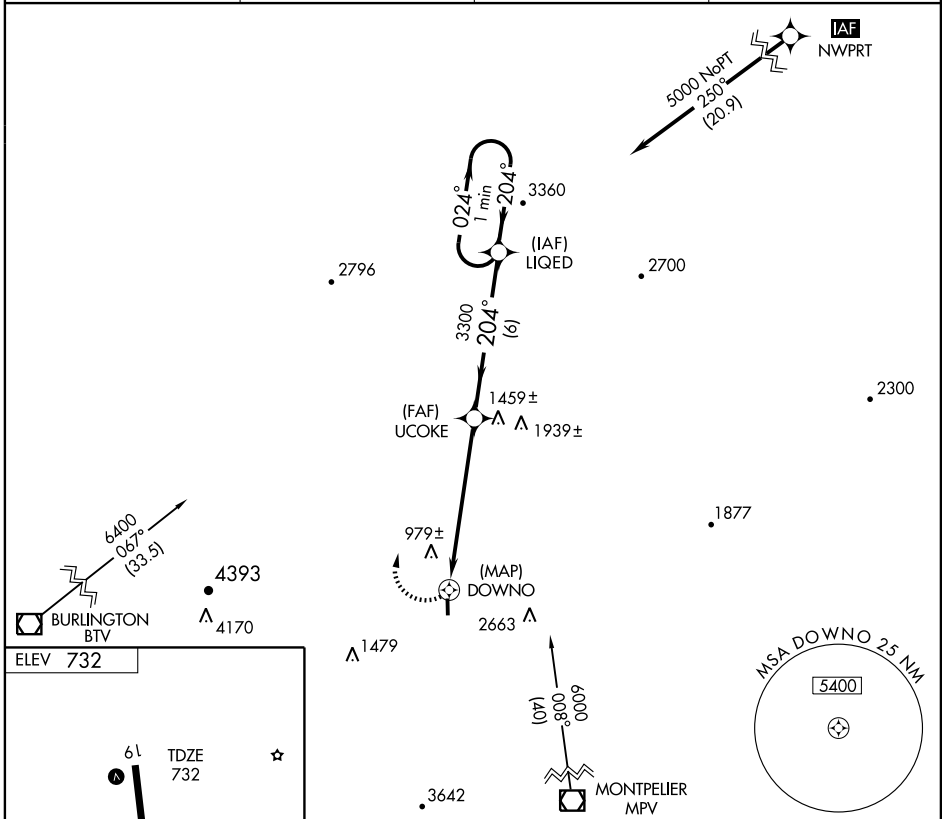 IAF
NWPRT
5000 NoPT
250°
(20.9)
024°
1 min
204°
3360
(IAF)
LIQED
2796
2700
3300
204°
(6)
2300
(FAF)
UCOKE
1459±
1939±
1877
6400
067°
(33.5)
979±
(MAP)
DOWNO
4393
BURLINGTON
BTV
4170
2663
1479
MSA DOWNO 25 NM
5400
ELEV 732
6000
008°
(40)
19
TDZE
732
V
MONTPELIER
MPV
3642